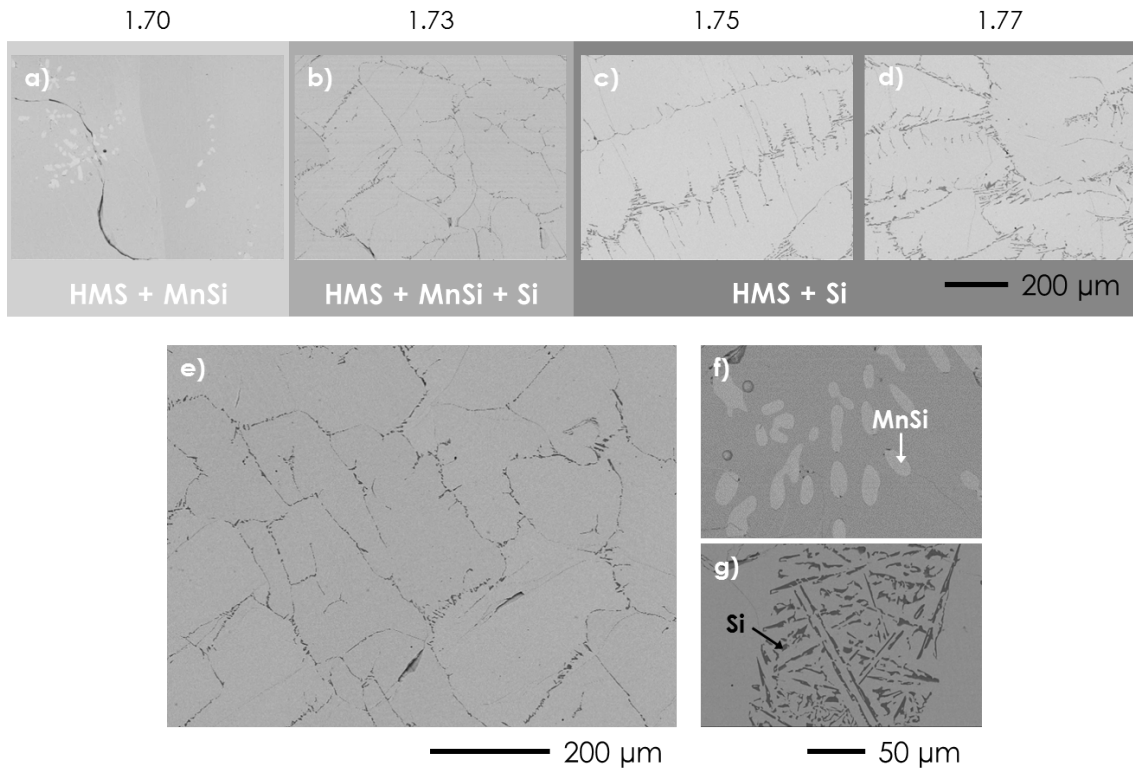 1.70 1.73 1.75 1.77
a) b) c) d)
HMS + MnSi HMS + MnSi + Si HMS + Si 200 µm
e) f)
MnSi
g)
Si
200 µm 50 µm